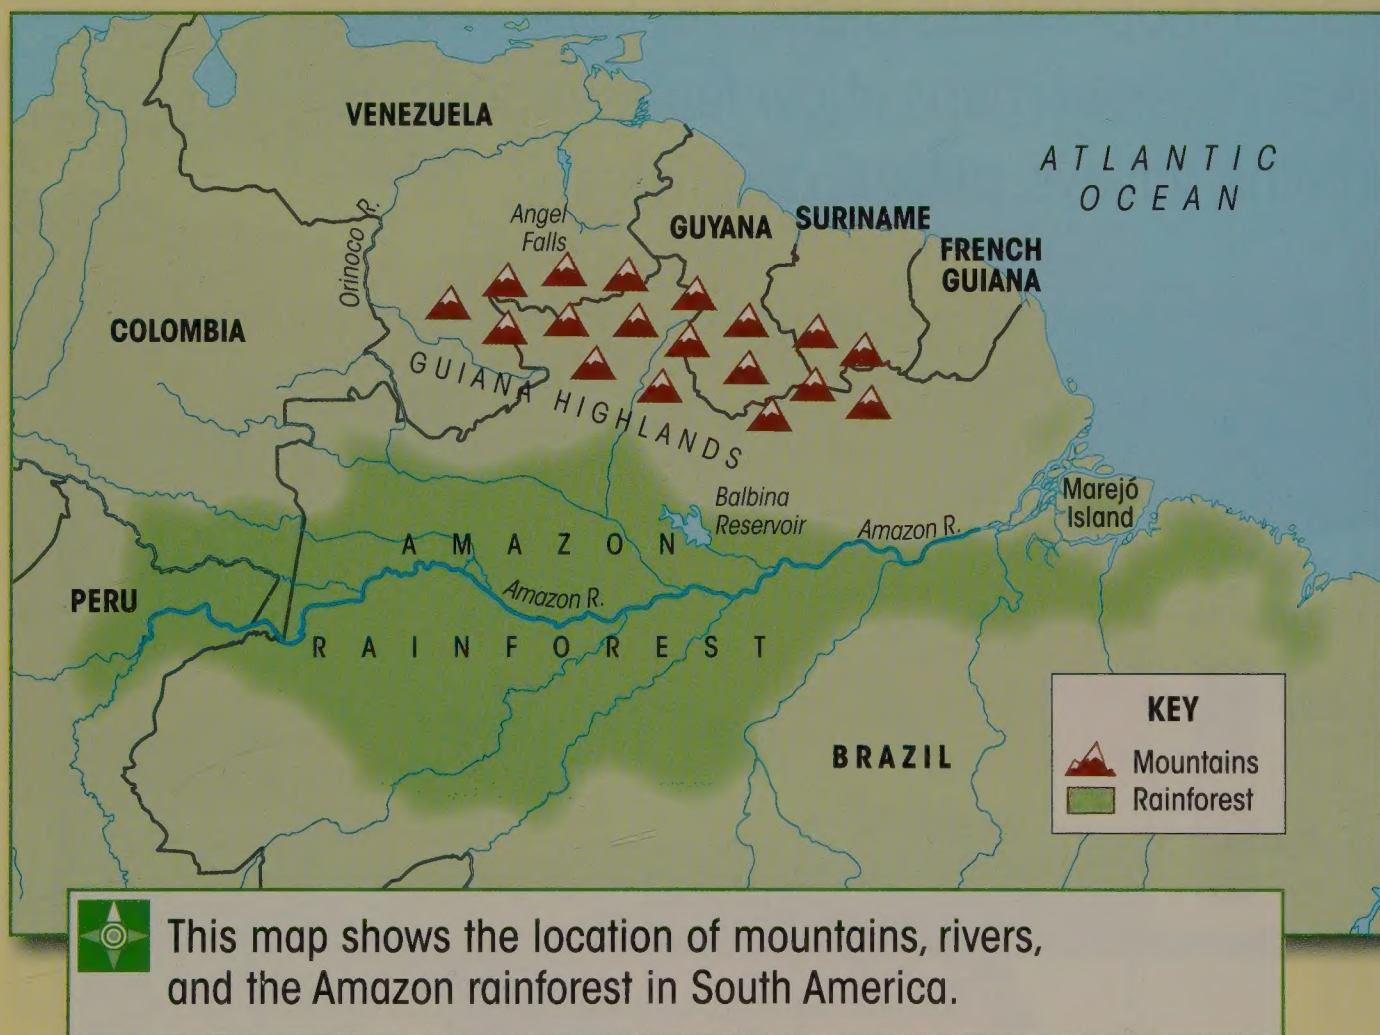 VENEZUELA
ATLANTIC
OCEAN
Orinoco R.
Angel
Falls
GUYANA
SURINAME
FRENCH
GUIANA
COLOMBIA
GUIANA HIGHLANDS
Balbina
Reservoir
Amazon R.
Marejó
Island
AMAZON
Amazon R.
PERU
RAINFOREST
BRAZIL
KEY
Mountains
Rainforest
This map shows the location of mountains, rivers,
and the Amazon rainforest in South America.